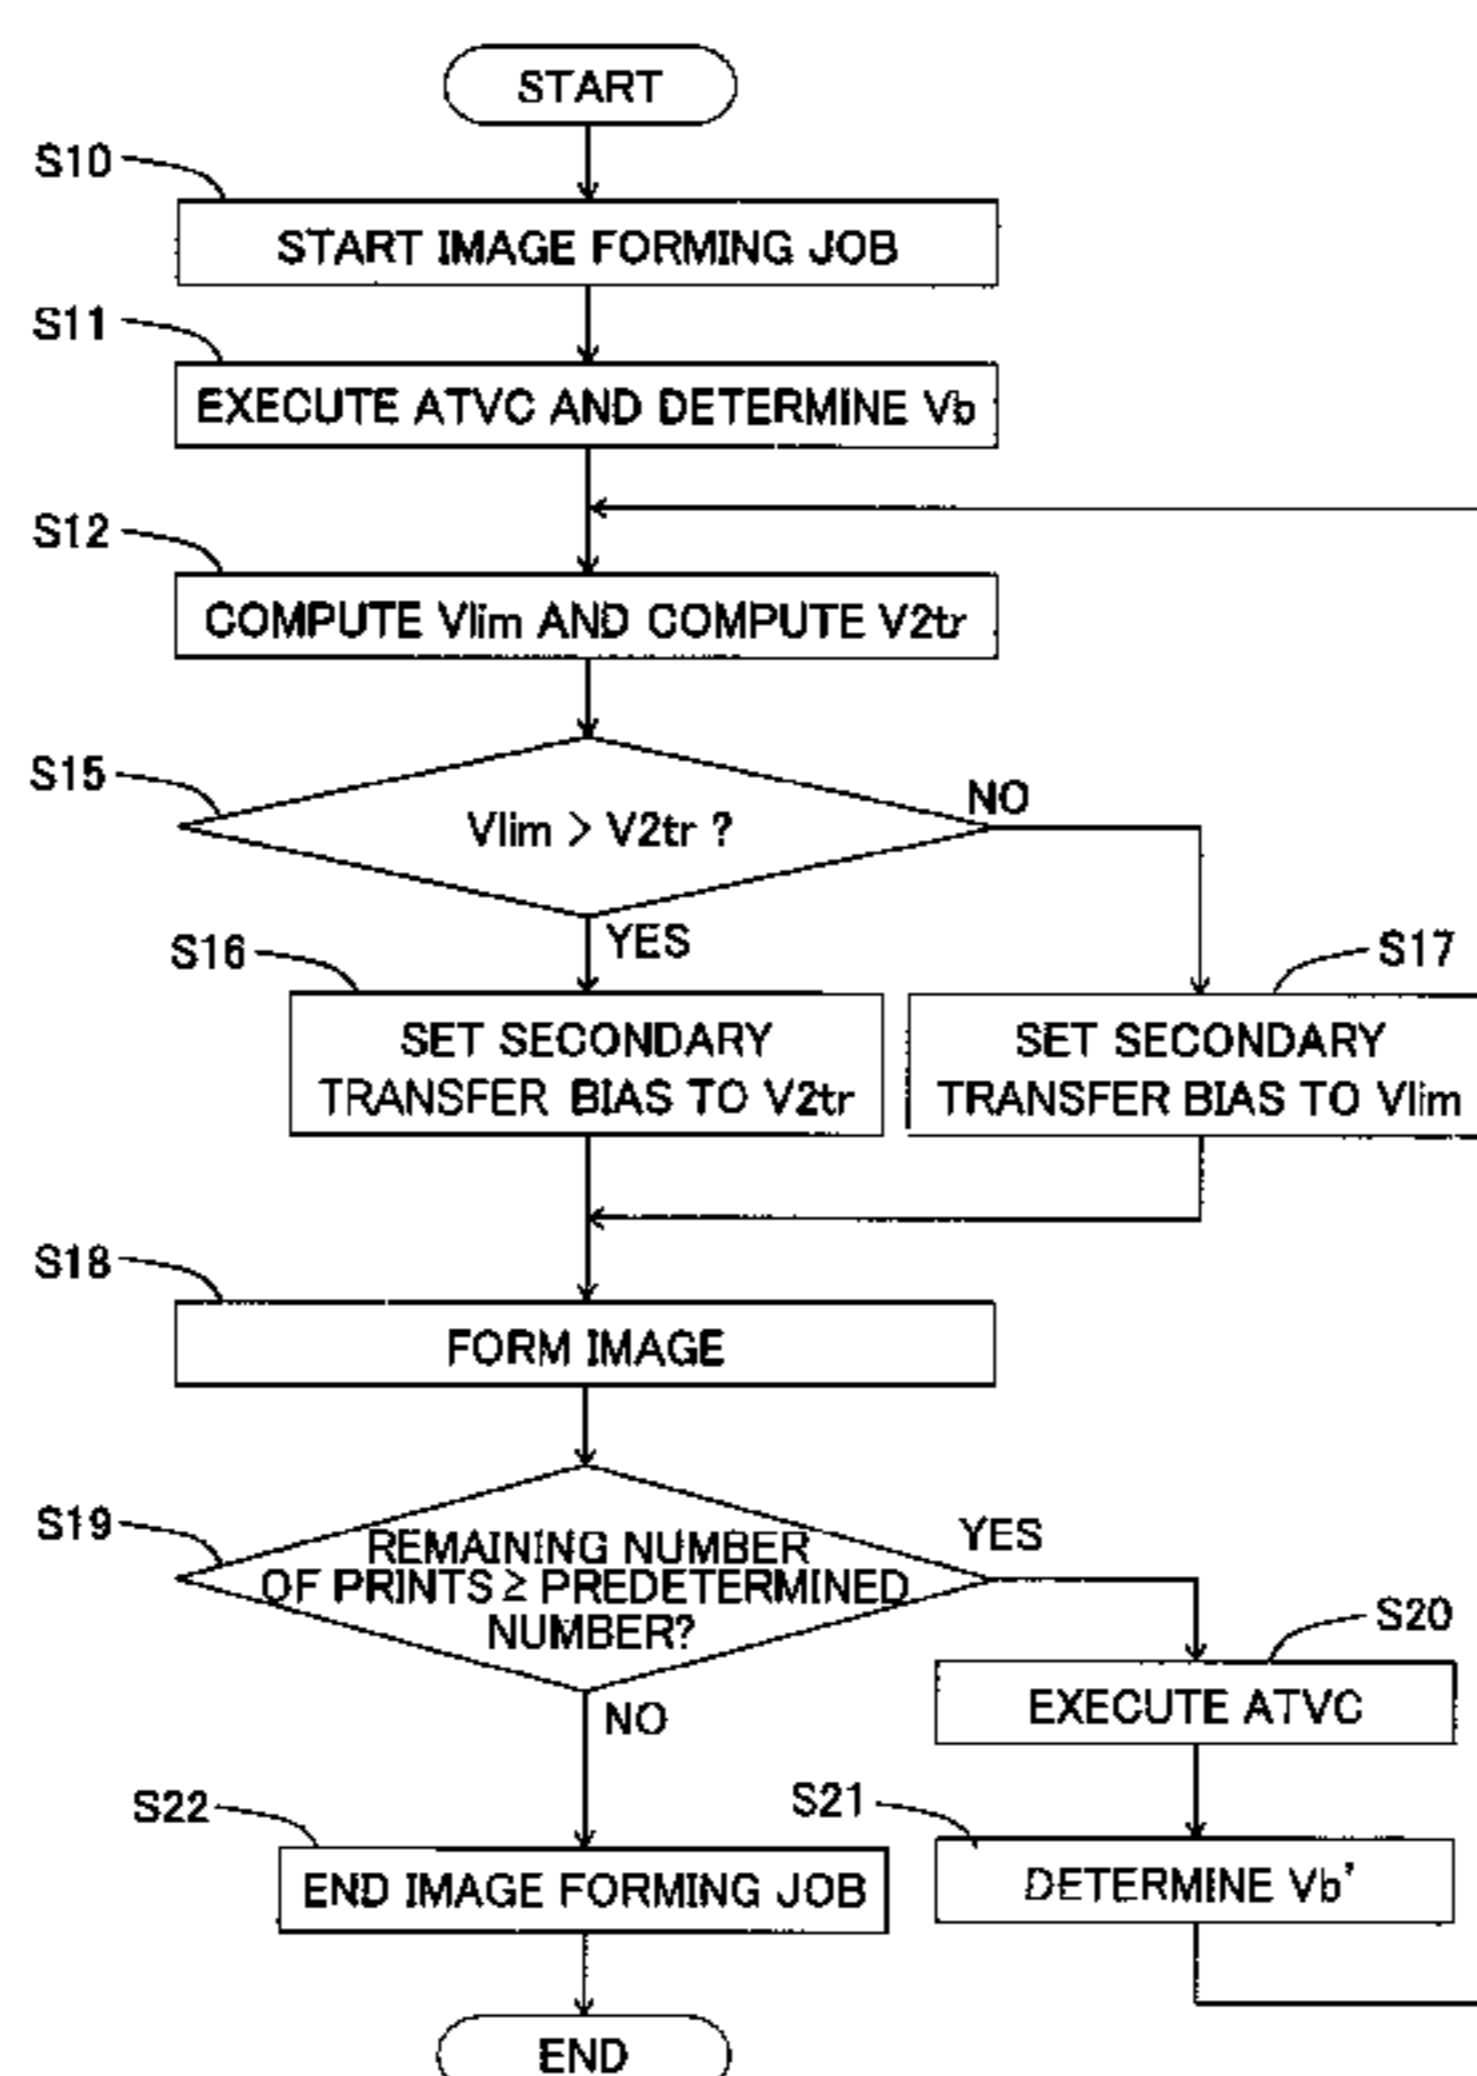 START
S10
START IMAGE FORMING JOB
S11
EXECUTE ATVC AND DETERMINE Vb
S12
COMPUTE Vlim AND COMPUTE V2tr
S15
Vlim > V2tr ?
NO
YES
S16
SET SECONDARY
TRANSFER BIAS TO V2tr
S17
SET SECONDARY
TRANSFER BIAS TO Vlim
S18
FORM IMAGE
S19
REMAINING NUMBER
OF PRINTS ≥ PREDETERMINED
NUMBER?
YES
NO
S20
EXECUTE ATVC
S21
DETERMINE Vb'
S22
END IMAGE FORMING JOB
END